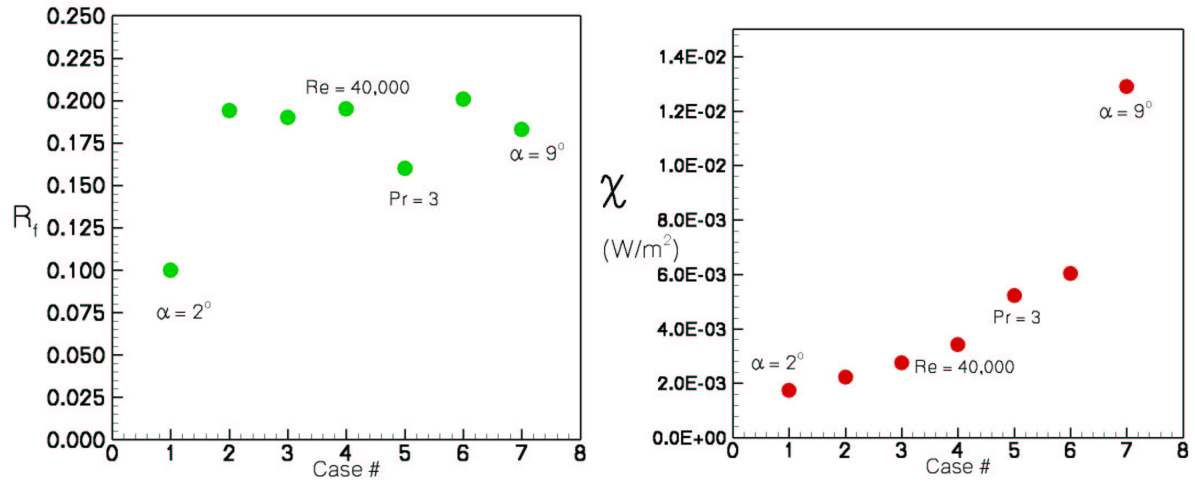 0.250
0.225
0.200
0.175
0.150
0.125
0.100
0.075
0.050
0.025
0.000
R_f
Re = 40,000
α = 9°
Pr = 3
α = 2°
0 1 2 3 4 5 6 7 8
Case #
χ
(W/m²)
1.4E-02
1.2E-02
1.0E-02
8.0E-03
6.0E-03
4.0E-03
2.0E-03
0.0E+00
α = 9°
Pr = 3
α = 2°
Re = 40,000
0 1 2 3 4 5 6 7 8
Case #